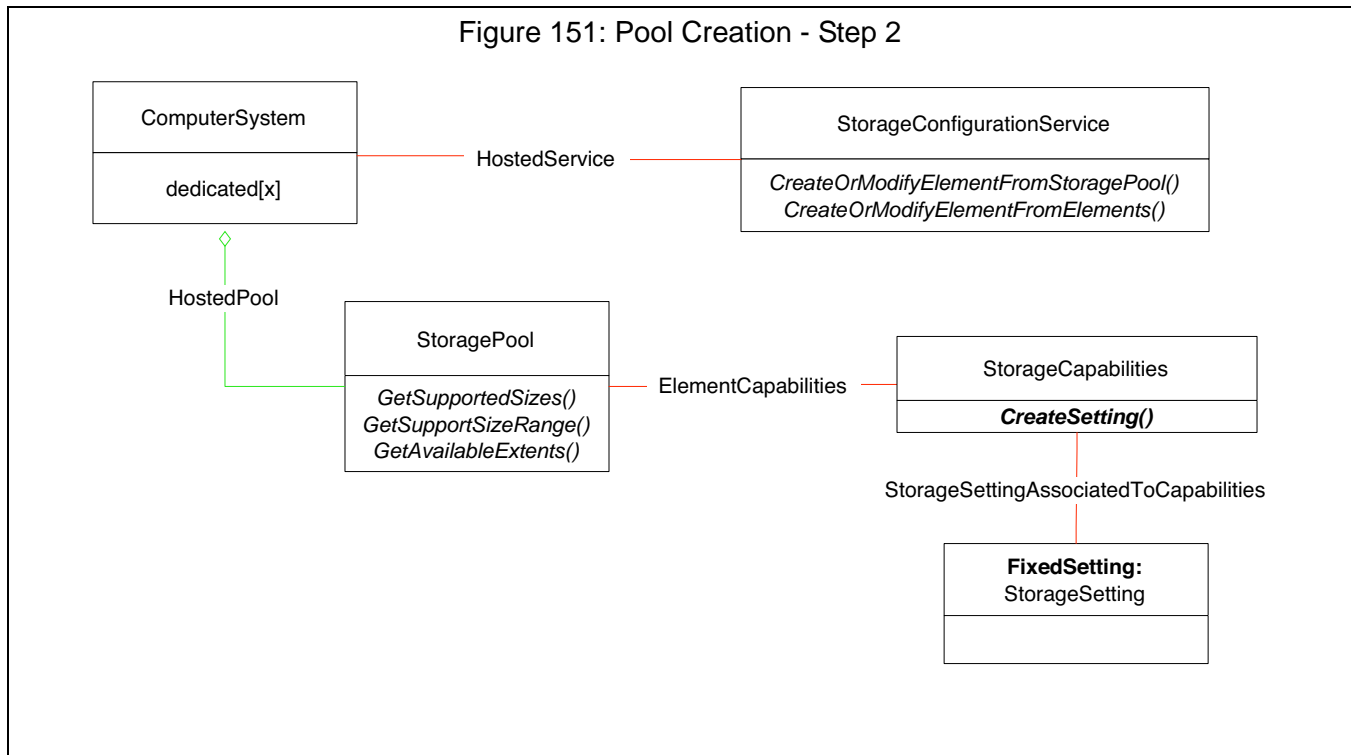 Figure 151: Pool Creation - Step 2
ComputerSystem
dedicated[x]
HostedService
StorageConfigurationService
CreateOrModifyElementFromStoragePool()
CreateOrModifyElementFromElements()
HostedPool
StoragePool
GetSupportedSizes()
GetSupportSizeRange()
GetAvailableExtents()
ElementCapabilities
StorageCapabilities
CreateSetting()
StorageSettingAssociatedToCapabilities
FixedSetting:
StorageSetting